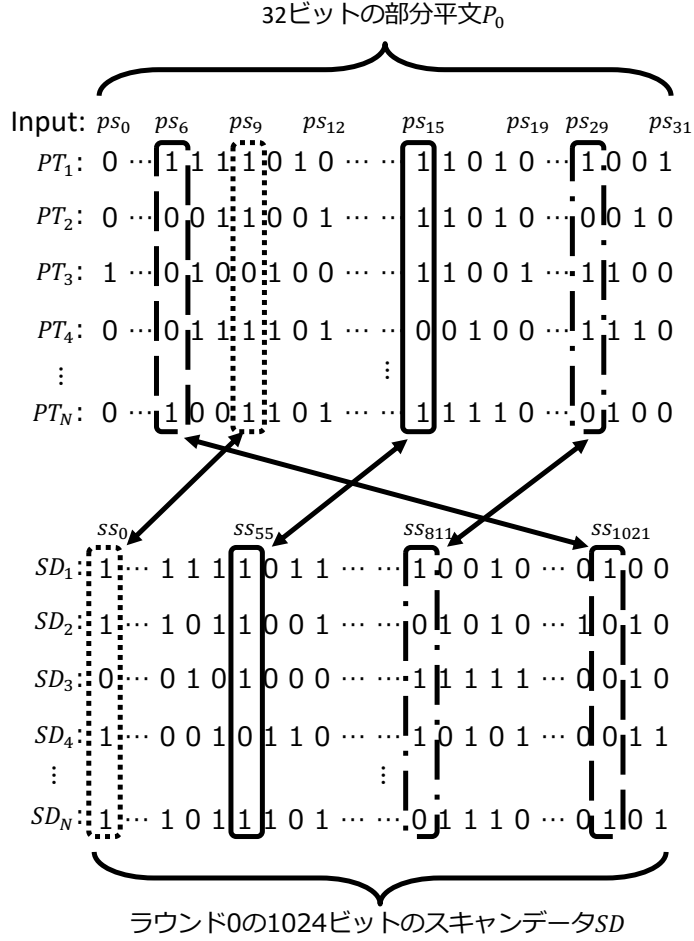 32ビットの部分平文P₀
Input: ps₀ ps₆ ps₉ ps₁₂ ps₁₅ ps₁₉ ps₂₉ ps₃₁
PT₁: 0 ⋯ 1 1 1 1 0 1 0 ⋯ ⋯ 1 1 0 1 0 ⋯ 1 0 0 1
PT₂: 0 ⋯ 0 0 1 1 0 0 1 ⋯ ⋯ 1 1 0 1 0 ⋯ 0 0 1 0
PT₃: 1 ⋯ 0 1 0 0 1 0 0 ⋯ ⋯ 1 1 0 0 1 ⋯ 1 1 0 0
PT₄: 0 ⋯ 0 1 1 1 1 0 1 ⋯ ⋯ 0 0 1 0 0 ⋯ 1 1 1 0
⋮ ⋮
PT_N: 0 ⋯ 1 0 0 1 1 0 1 ⋯ ⋯ 1 1 1 1 0 ⋯ 0 1 0 0
ss₀ ss₅₅ ss₈₁₁ ss₁₀₂₁
SD₁: 1 ⋯ 1 1 1 1 0 1 1 ⋯ ⋯ 1 0 0 1 0 ⋯ 0 1 0 0
SD₂: 1 ⋯ 1 0 1 1 0 0 1 ⋯ ⋯ 0 1 0 1 0 ⋯ 1 0 1 0
SD₃: 0 ⋯ 0 1 0 1 0 0 0 ⋯ ⋯ 1 1 1 1 1 ⋯ 0 0 1 0
SD₄: 1 ⋯ 0 0 1 0 1 1 0 ⋯ ⋯ 1 0 1 0 1 ⋯ 0 0 1 1
⋮ ⋮
SD_N: 1 ⋯ 1 0 1 1 1 0 1 ⋯ ⋯ 0 1 1 1 0 ⋯ 0 1 0 1
ラウンド0の1024ビットのスキャンデータSD